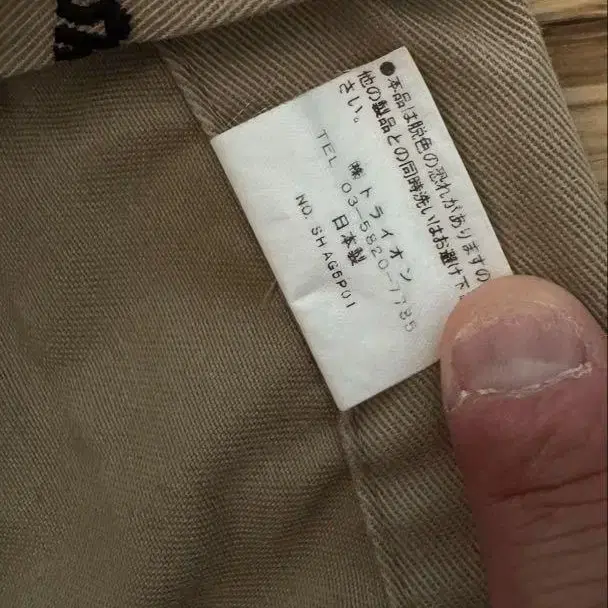 ●本品は脱色の恐れがありますの
他の製品との同時洗いはお避け下
さい。
㈱トライオン
TEL 03-5820-7785
日本製
NO. SHAG5P01